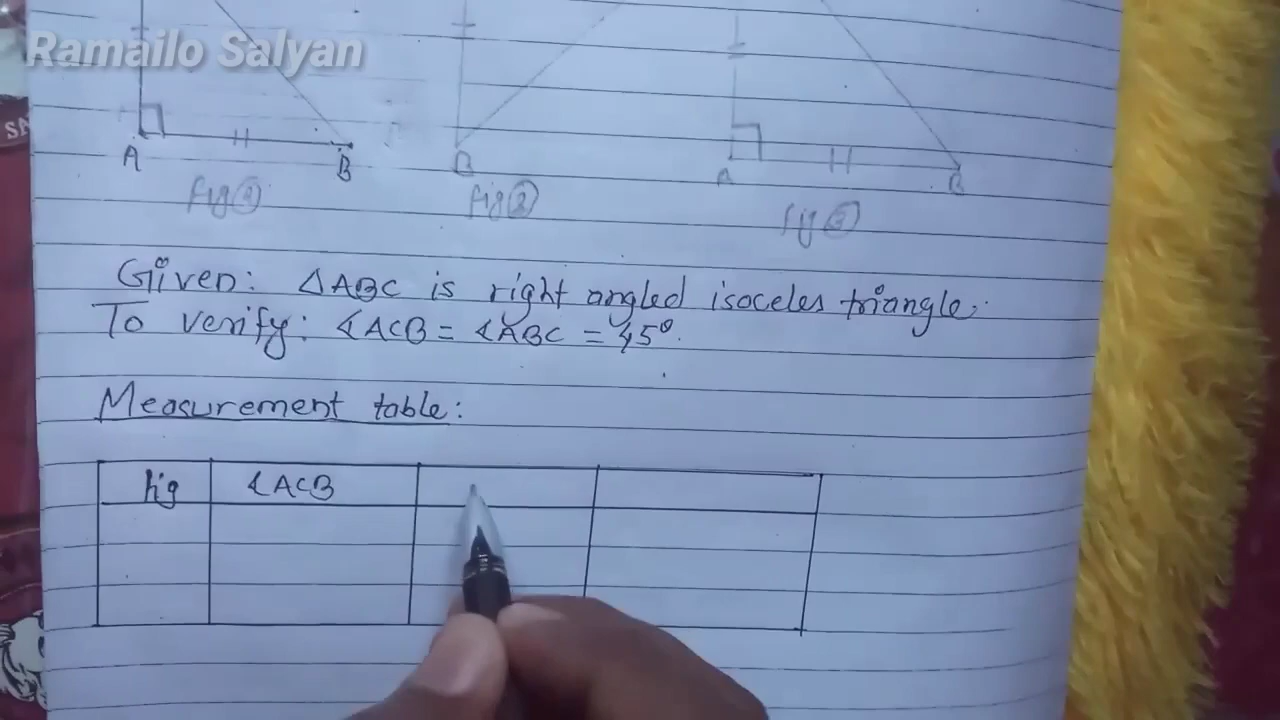 Ramailo Salyan
A B
B
A B
fig ①
fig ②
fig ③
Given: △ABC is right angled isoceles triangle.
To verify: ∡ACB = ∡ABC = 45°.
Measurement table:
fig ∡ACB